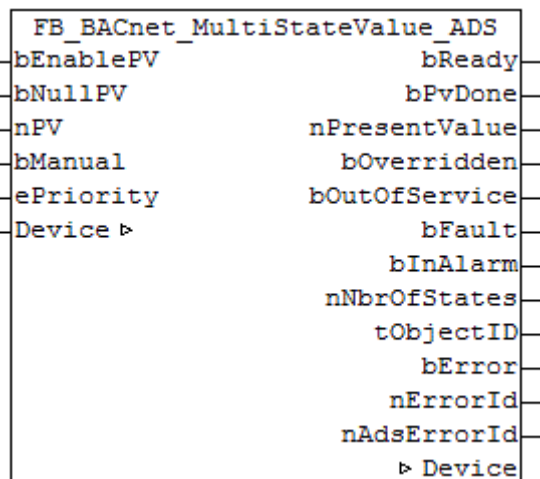 FB_BACnet_MultiStateValue_ADS
bEnablePV bReady
bNullPV bPvDone
nPV nPresentValue
bManual bOverridden
ePriority bOutOfService
Device ▹ bFault
bInAlarm
nNbrOfStates
tObjectID
bError
nErrorId
nAdsErrorId
▹ Device